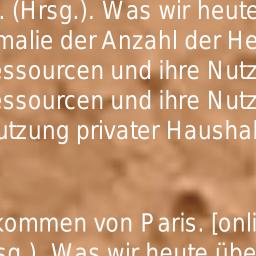 . (Hrsg.). Was wir heute
malie der Anzahl der He
essourcen und ihre Nutz
essourcen und ihre Nutz
utzung privater Haushal
kommen von Paris. [onli
sg.). Was wir heute übe